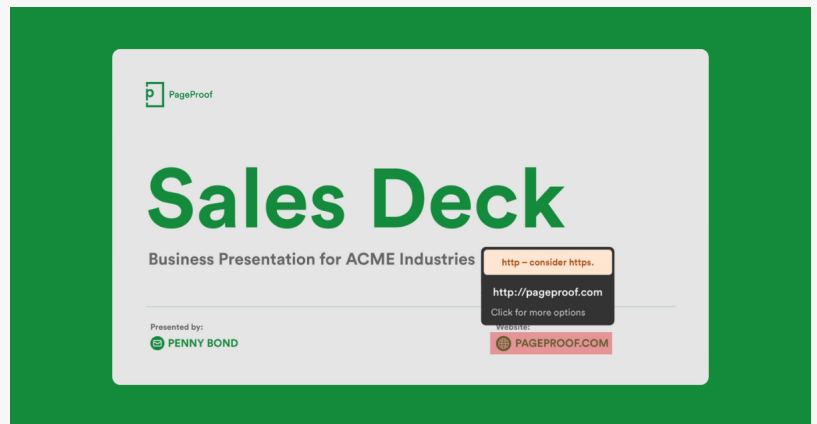 p PageProof
Sales Deck
Business Presentation for ACME Industries
http – consider https.
http://pageproof.com
Click for more options
Presented by:
Website:
PENNY BOND
PAGEPROOF.COM